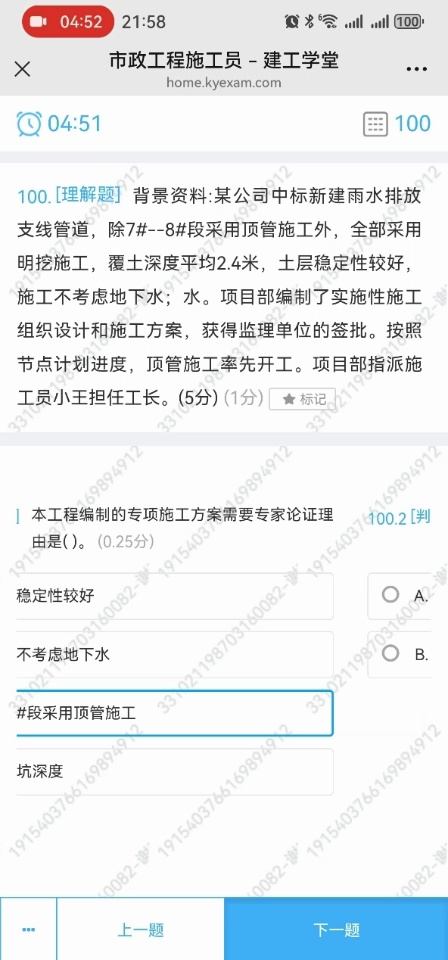 04:52 21:58 6 100
市政工程施工员 - 建工学堂
home.kyexam.com
04:51 100
100. [理解题] 背景资料:某公司中标新建雨水排放
支线管道，除7#--8#段采用顶管施工外，全部采用
明挖施工，覆土深度平均2.4米，土层稳定性较好，
施工不考虑地下水；水。项目部编制了实施性施工
组织设计和施工方案，获得监理单位的签批。按照
节点计划进度，顶管施工率先开工。项目部指派施
工员小王担任工长。(5分) (1分) ★ 标记
] 本工程编制的专项施工方案需要专家论证理
由是( )。 (0.25分)
稳定性较好
不考虑地下水
#段采用顶管施工
坑深度
100.2 [判
A.
B.
... 上一题 下一题